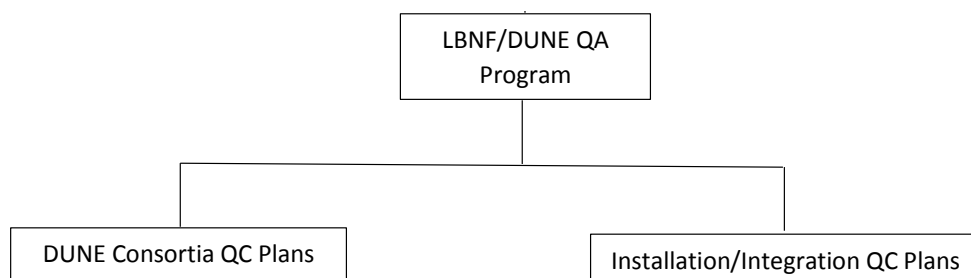 LBNF/DUNE QA
Program
DUNE Consortia QC Plans
Installation/Integration QC Plans